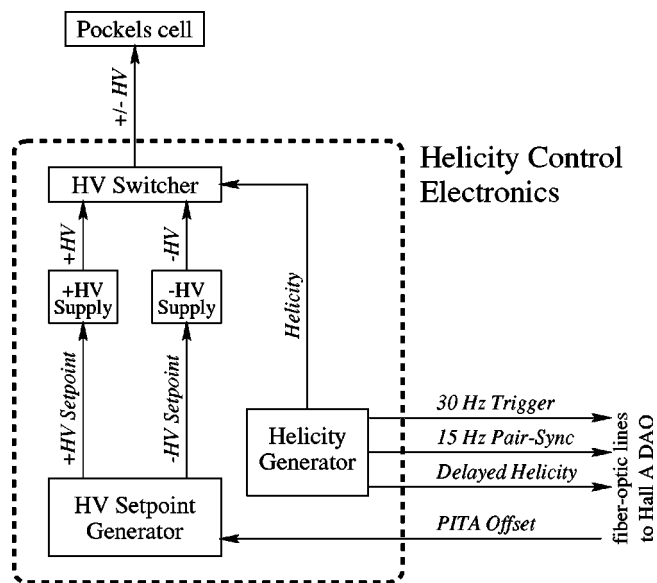 Pockels cell
+/- HV
Helicity Control
Electronics
HV Switcher
+HV
-HV
+HV
Supply
-HV
Supply
Helicity
+HV Setpoint
-HV Setpoint
Helicity
Generator
30 Hz Trigger
15 Hz Pair-Sync
Delayed Helicity
PITA Offset
fiber-optic lines
to Hall A DAQ
HV Setpoint
Generator